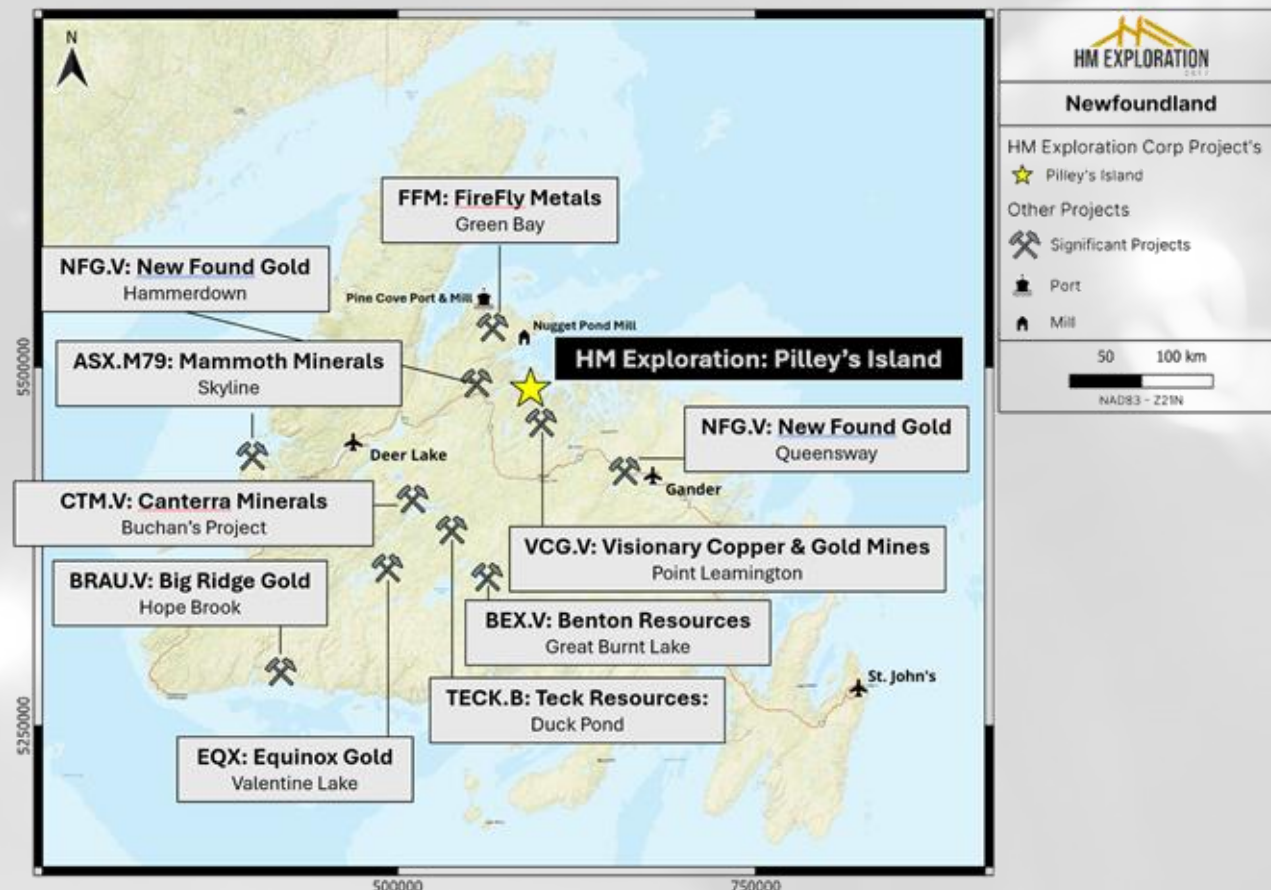 N
FFM: FireFly Metals
Green Bay
NFG.V: New Found Gold
Hammerdown
Pine Cove Port & Mill
Nugget Pond Mill
ASX.M79: Mammoth Minerals
Skyline
HM Exploration: Pilley's Island
NFG.V: New Found Gold
Queensway
Deer Lake
Gander
CTM.V: Canterra Minerals
Buchan's Project
VCG.V: Visionary Copper & Gold Mines
Point Leamington
BRAU.V: Big Ridge Gold
Hope Brook
BEX.V: Benton Resources
Great Burnt Lake
St. John's
TECK.B: Teck Resources:
Duck Pond
EQX: Equinox Gold
Valentine Lake
5500000
5250000
500000
750000
HM EXPLORATION
Newfoundland
HM Exploration Corp Project's
Pilley's Island
Other Projects
Significant Projects
Port
Mill
50 100 km
NAD83 - Z21N